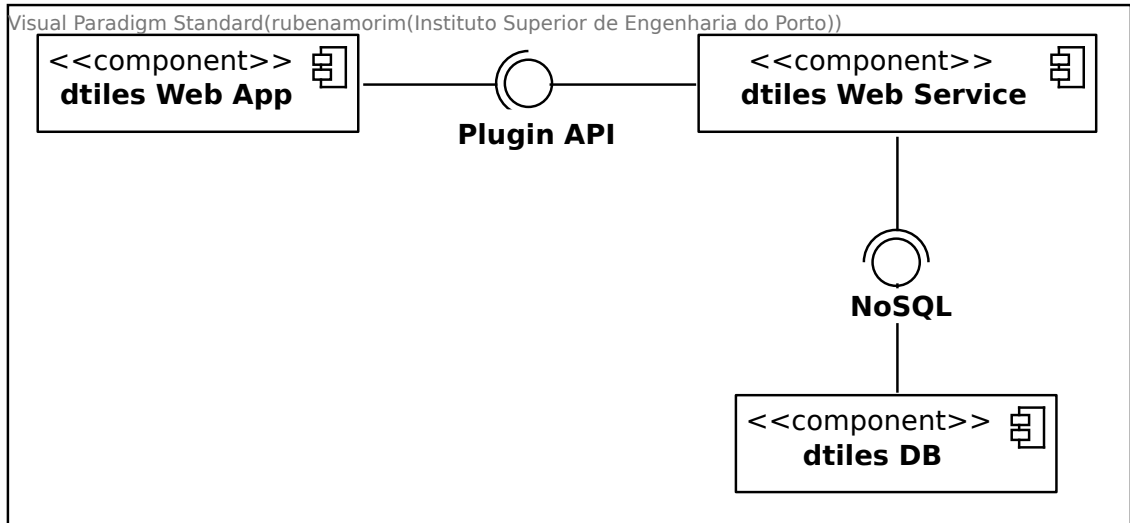 Visual Paradigm Standard(rubenamorim(Instituto Superior de Engenharia do Porto))
<<component>>
dtiles Web App
Plugin API
<<component>>
dtiles Web Service
NoSQL
<<component>>
dtiles DB